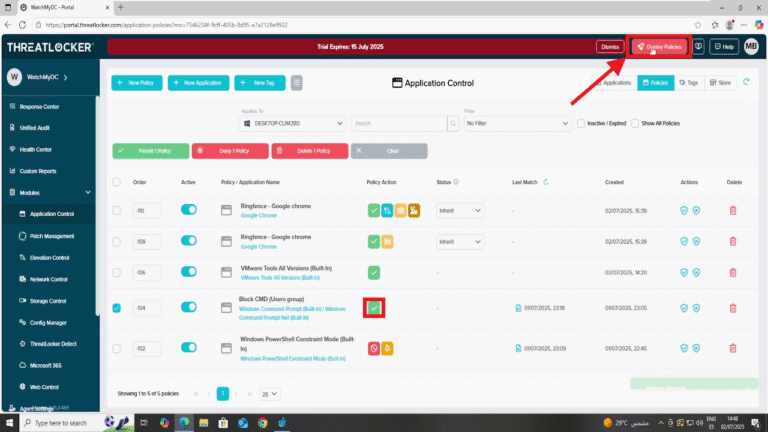 WatchMyDC - Portal
https://portal.threatlocker.com/application-policies?mo=7546234f-9cff-405b-8d95-e7a2128e9922
THREATLOCKER
Trial Expires: 15 July 2025
Dismiss
Deploy Policies
Help
MB
W
WatchMyDC
Response Center
Unified Audit
Health Center
Custom Reports
Modules
Application Control
Patch Management
Elevation Control
Network Control
Storage Control
Config Manager
ThreatLocker Detect
Microsoft 365
Web Control
Agent Settings
+ New Policy
+ New Application
+ New Tag
Application Control
Applications
Policies
Tags
Store
Applies To
DESKTOP-CLIM2BD
Search
Filter
No Filter
Inactive / Expired
Show All Policies
Permit 1 Policy
Deny 1 Policy
Delete 1 Policy
Clear
Order
Active
Policy / Application Name
Policy Action
Status
Last Match
Created
Actions
Delete
-110
Ringfence - Google chrome
Google Chrome
Inherit
-
02/07/2025, 15:39
-109
Ringfence - Google chrome
Google Chrome
Inherit
-
02/07/2025, 15:39
-106
VMware Tools All Versions (Built-In)
VMware Tools All Versions (Built-In)
-
-
02/07/2025, 14:20
-104
Block CMD (Users group)
Windows Command Prompt (Built-In) / Windows
Command Prompt Net (Built-In)
-
01/07/2025, 23:18
01/07/2025, 23:05
-102
Windows PowerShell Constraint Mode (Built-
In)
Windows PowerShell Constraint Mode (Built-In)
-
01/07/2025, 23:09
01/07/2025, 22:45
Showing 1 to 5 of 5 policies
1
25
Type here to search
29°C
مشمس
ENG
ES
14:48
02/07/2025